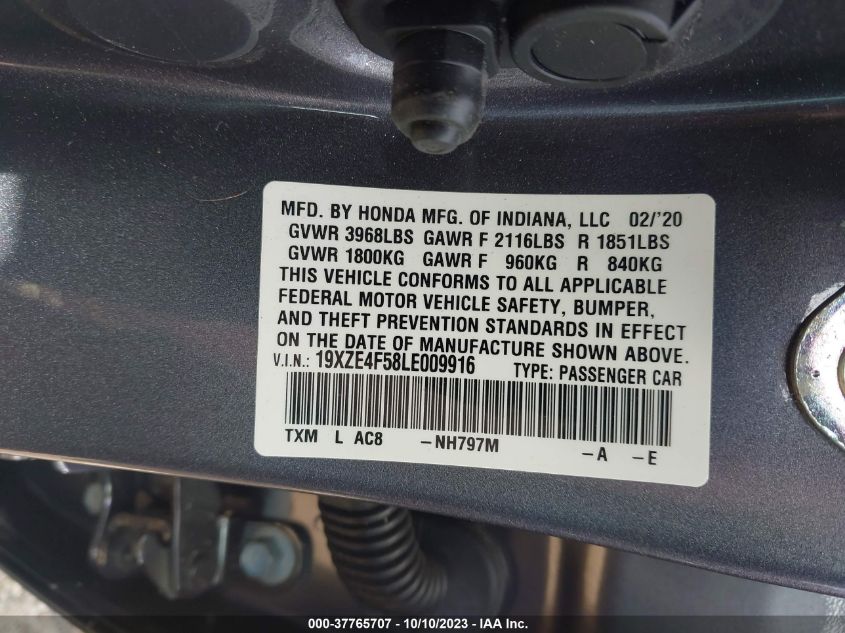 MFD. BY HONDA MFG. OF INDIANA, LLC 02/'20
GVWR 3968LBS GAWR F 2116LBS R 1851LBS
GVWR 1800KG GAWR F 960KG R 840KG
THIS VEHICLE CONFORMS TO ALL APPLICABLE
FEDERAL MOTOR VEHICLE SAFETY, BUMPER,
AND THEFT PREVENTION STANDARDS IN EFFECT
ON THE DATE OF MANUFACTURE SHOWN ABOVE.
V.I.N.: 19XZE4F58LE009916 TYPE: PASSENGER CAR
TXM L AC8 -NH797M -A -E
000-37765707 - 10/10/2023 - IAA Inc.